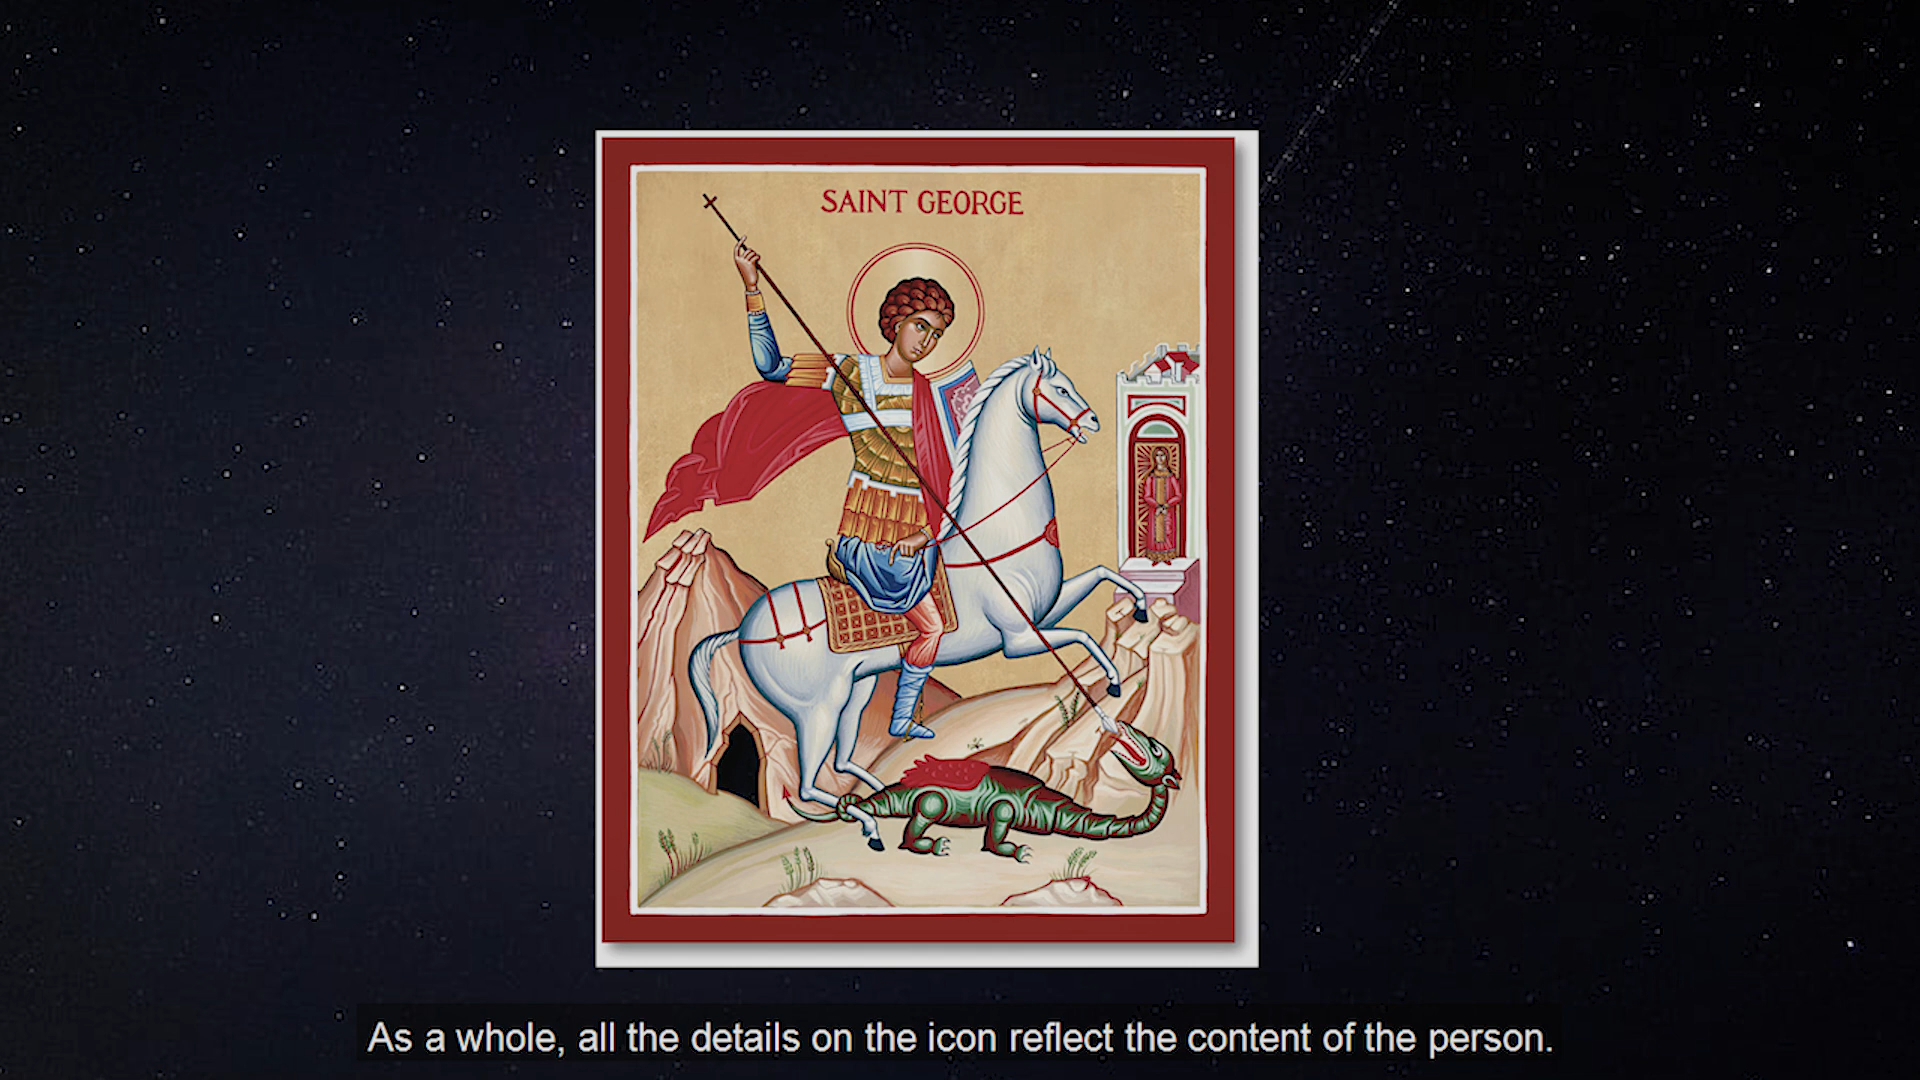 SAINT GEORGE
As a whole, all the details on the icon reflect the content of the person.